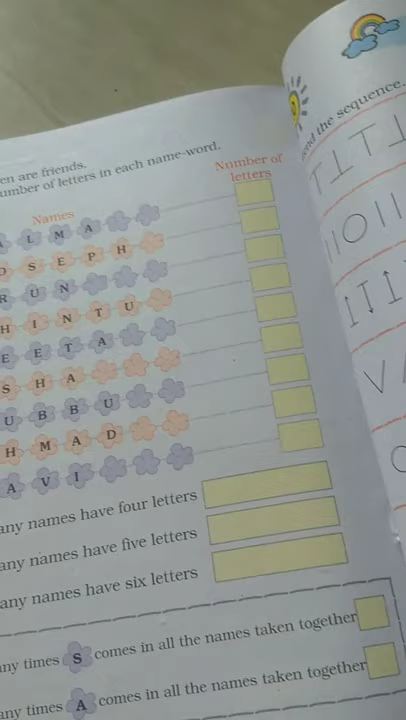 en are friends.
umber of letters in each name-word.
Names
Number of
letters
L M A
S E P H
R U N
H I N T U
E E T A
S H A
U B B U
H M A D
A V I
any names have four letters
any names have five letters
any names have six letters
ny times S comes in all the names taken together
ny times A comes in all the names taken together
the sequence.